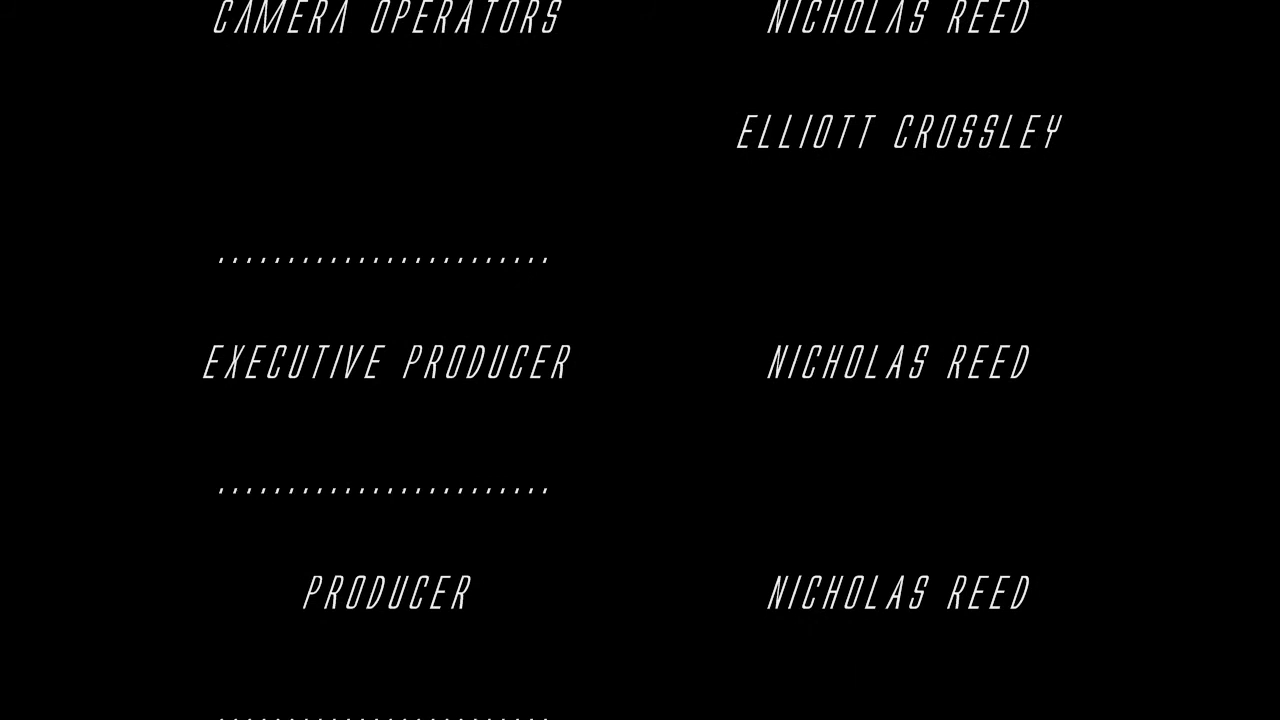 CAMERA OPERATORS NICHOLAS REED
ELLIOTT CROSSLEY
........................
EXECUTIVE PRODUCER NICHOLAS REED
........................
PRODUCER NICHOLAS REED
........................